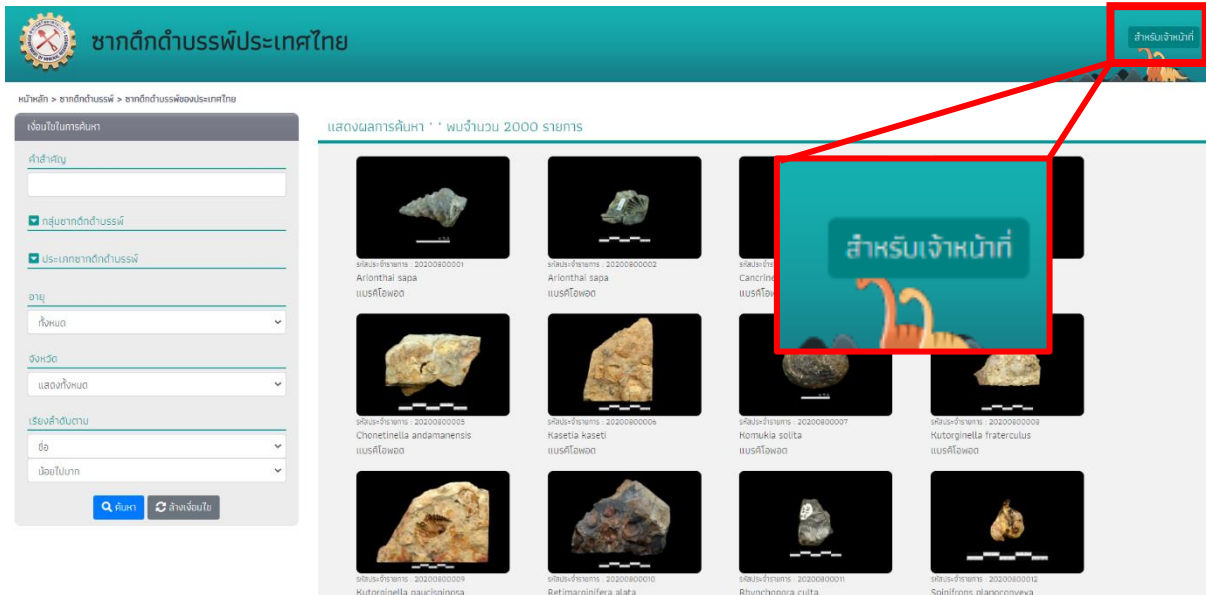 ซากดึกดำบรรพ์ประเทศไทย
สำหรับเจ้าหน้าที่
หน้าหลัก > ซากดึกดำบรรพ์ > ซากดึกดำบรรพ์ของประเทศไทย
เงื่อนไขในการค้นหา
คำสำคัญ
กลุ่มซากดึกดำบรรพ์
ประเภทซากดึกดำบรรพ์
อายุ
ทั้งหมด
จังหวัด
แสดงทั้งหมด
เรียงลำดับตาม
ชื่อ
น้อยไปมาก
ค้นหา ล้างเงื่อนไข
แสดงผลการค้นหา ' ' พบจำนวน 2000 รายการ
รหัสประจำรายการ : 20200800001
Arionthai sapa
แบรคิโอพอด
รหัสประจำรายการ : 20200800002
Arionthai sapa
แบรคิโอพอด
สำหรับเจ้าหน้าที่
รหัสประจำรายการ : 20200800005
Chonetinella andamanensis
แบรคิโอพอด
รหัสประจำรายการ : 20200800006
Kasetia kaseti
แบรคิโอพอด
รหัสประจำรายการ : 20200800007
Komukia solita
แบรคิโอพอด
รหัสประจำรายการ : 20200800008
Kutorginella fraterculus
แบรคิโอพอด
รหัสประจำรายการ : 20200800009
Kutorginella paucispinosa
รหัสประจำรายการ : 20200800010
Retimarginifera alata
รหัสประจำรายการ : 20200800011
Rhynchopora culta
รหัสประจำรายการ : 20200800012
Spinifrons planoconvexa